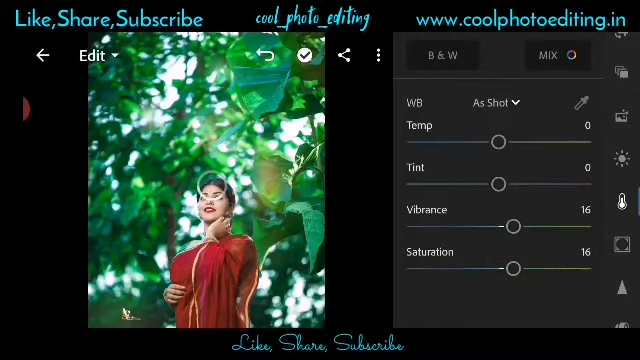 Like,Share,Subscribe
cool_photo_editing
www.coolphotoediting.in
Edit
B & W
MIX
WB
As Shot
Temp
0
Tint
0
Vibrance
16
Saturation
16
Like, Share, Subscribe